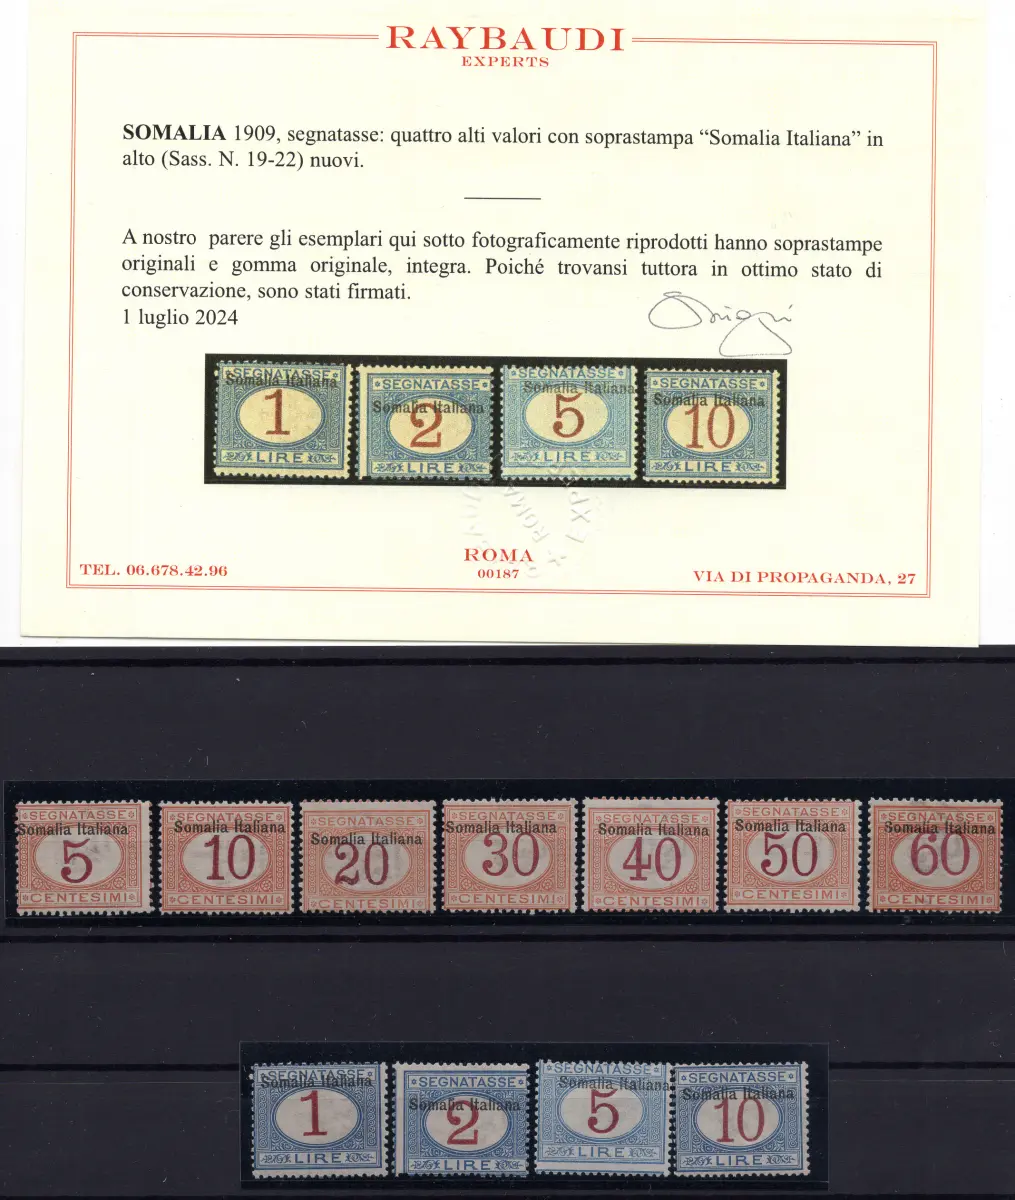 RAYBAUDI
EXPERTS
SOMALIA 1909, segnatasse: quattro alti valori con soprastampa “Somalia Italiana” in
alto (Sass. N. 19-22) nuovi.
A nostro parere gli esemplari qui sotto fotograficamente riprodotti hanno soprastampe
originali e gomma originale, integra. Poiché trovansi tuttora in ottimo stato di
conservazione, sono stati firmati.
1 luglio 2024
SEGNATASSE SEGNATASSE SEGNATASSE SEGNATASSE
Somalia Italiana Somalia Italiana Somalia Italiana Somalia Italiana
1 2 5 10
LIRE LIRE LIRE LIRE
ROMA
TEL. 06.678.42.96 00187 VIA DI PROPAGANDA, 27
SEGNATASSE SEGNATASSE SEGNATASSE SEGNATASSE SEGNATASSE SEGNATASSE SEGNATASSE
Somalia Italiana Somalia Italiana Somalia Italiana Somalia Italiana Somalia Italiana Somalia Italiana Somalia Italiana
5 10 20 30 40 50 60
CENTESIMI CENTESIMI CENTESIMI CENTESIMI CENTESIMI CENTESIMI CENTESIMI
SEGNATASSE SEGNATASSE SEGNATASSE SEGNATASSE
Somalia Italiana Somalia Italiana Somalia Italiana Somalia Italiana
1 2 5 10
LIRE LIRE LIRE LIRE